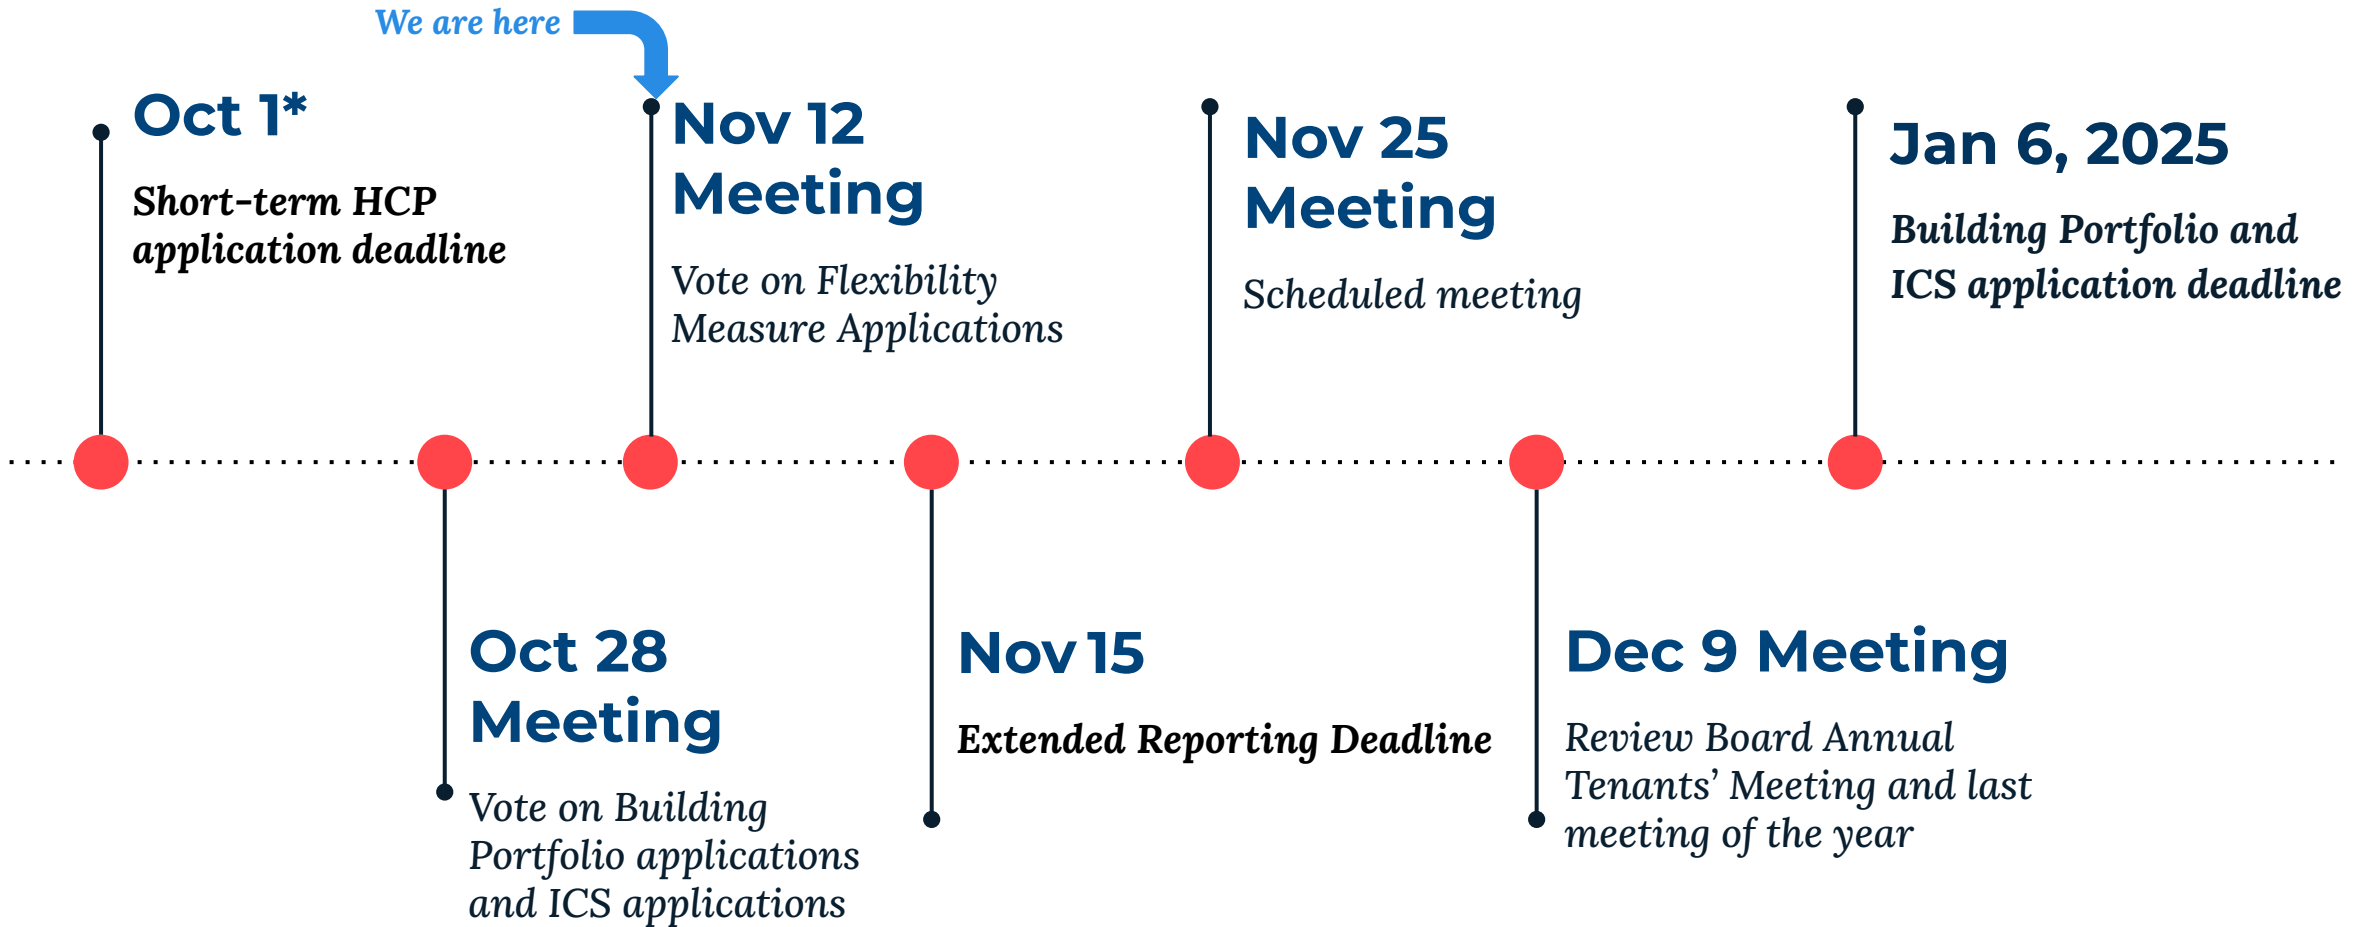 We are here
Oct 1*
Short-term HCP
application deadline
Nov 12
Meeting
Vote on Flexibility
Measure Applications
Nov 25
Meeting
Scheduled meeting
Jan 6, 2025
Building Portfolio and
ICS application deadline
Oct 28
Meeting
Vote on Building
Portfolio applications
and ICS applications
Nov 15
Extended Reporting Deadline
Dec 9 Meeting
Review Board Annual
Tenants’ Meeting and last
meeting of the year